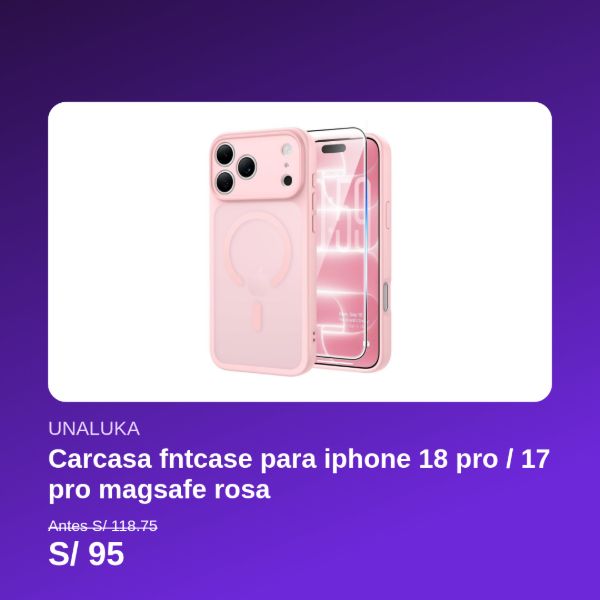 UNALUKA
Carcasa fntcase para iphone 18 pro / 17
pro magsafe rosa
Antes S/ 118.75
S/ 95